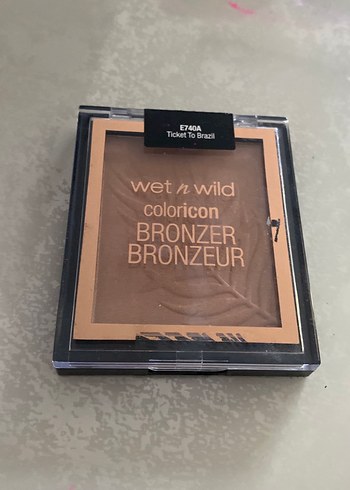 E740A
Ticket To Brazil
wet n wild
coloricon
BRONZER
BRONZEUR